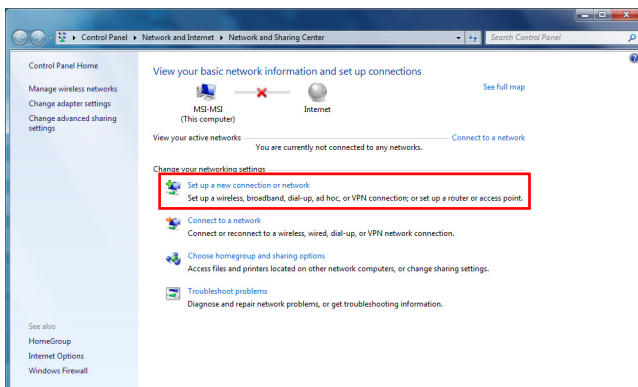 Control Panel ▸ Network and Internet ▸ Network and Sharing Center
Search Control Panel
Control Panel Home
Manage wireless networks
Change adapter settings
Change advanced sharing
settings
See also
HomeGroup
Internet Options
Windows Firewall
View your basic network information and set up connections
See full map
MSI-MSI
(This computer)
Internet
View your active networks
Connect to a network
You are currently not connected to any networks.
Change your networking settings
Set up a new connection or network
Set up a wireless, broadband, dial-up, ad hoc, or VPN connection; or set up a router or access point.
Connect to a network
Connect or reconnect to a wireless, wired, dial-up, or VPN network connection.
Choose homegroup and sharing options
Access files and printers located on other network computers, or change sharing settings.
Troubleshoot problems
Diagnose and repair network problems, or get troubleshooting information.